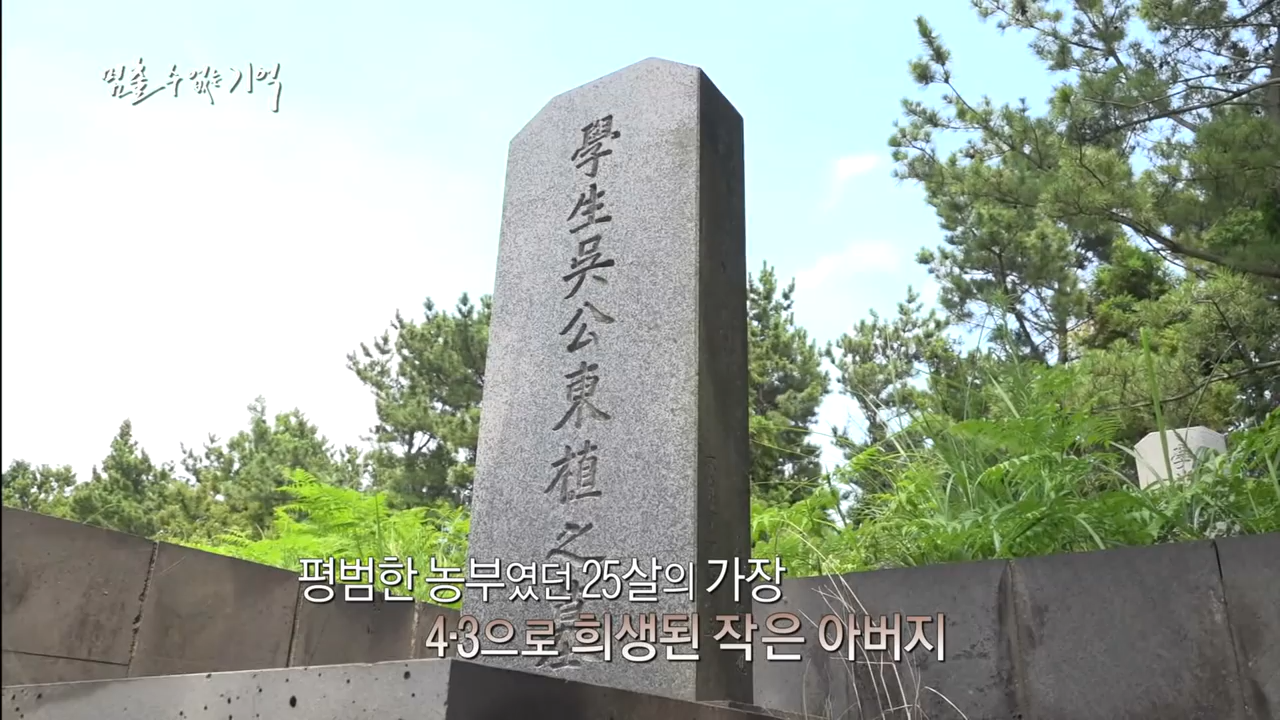 멈출 수 없는 기억
學生吳公東植之墓
평범한 농부였던 25살의 가장
4·3으로 희생된 작은 아버지